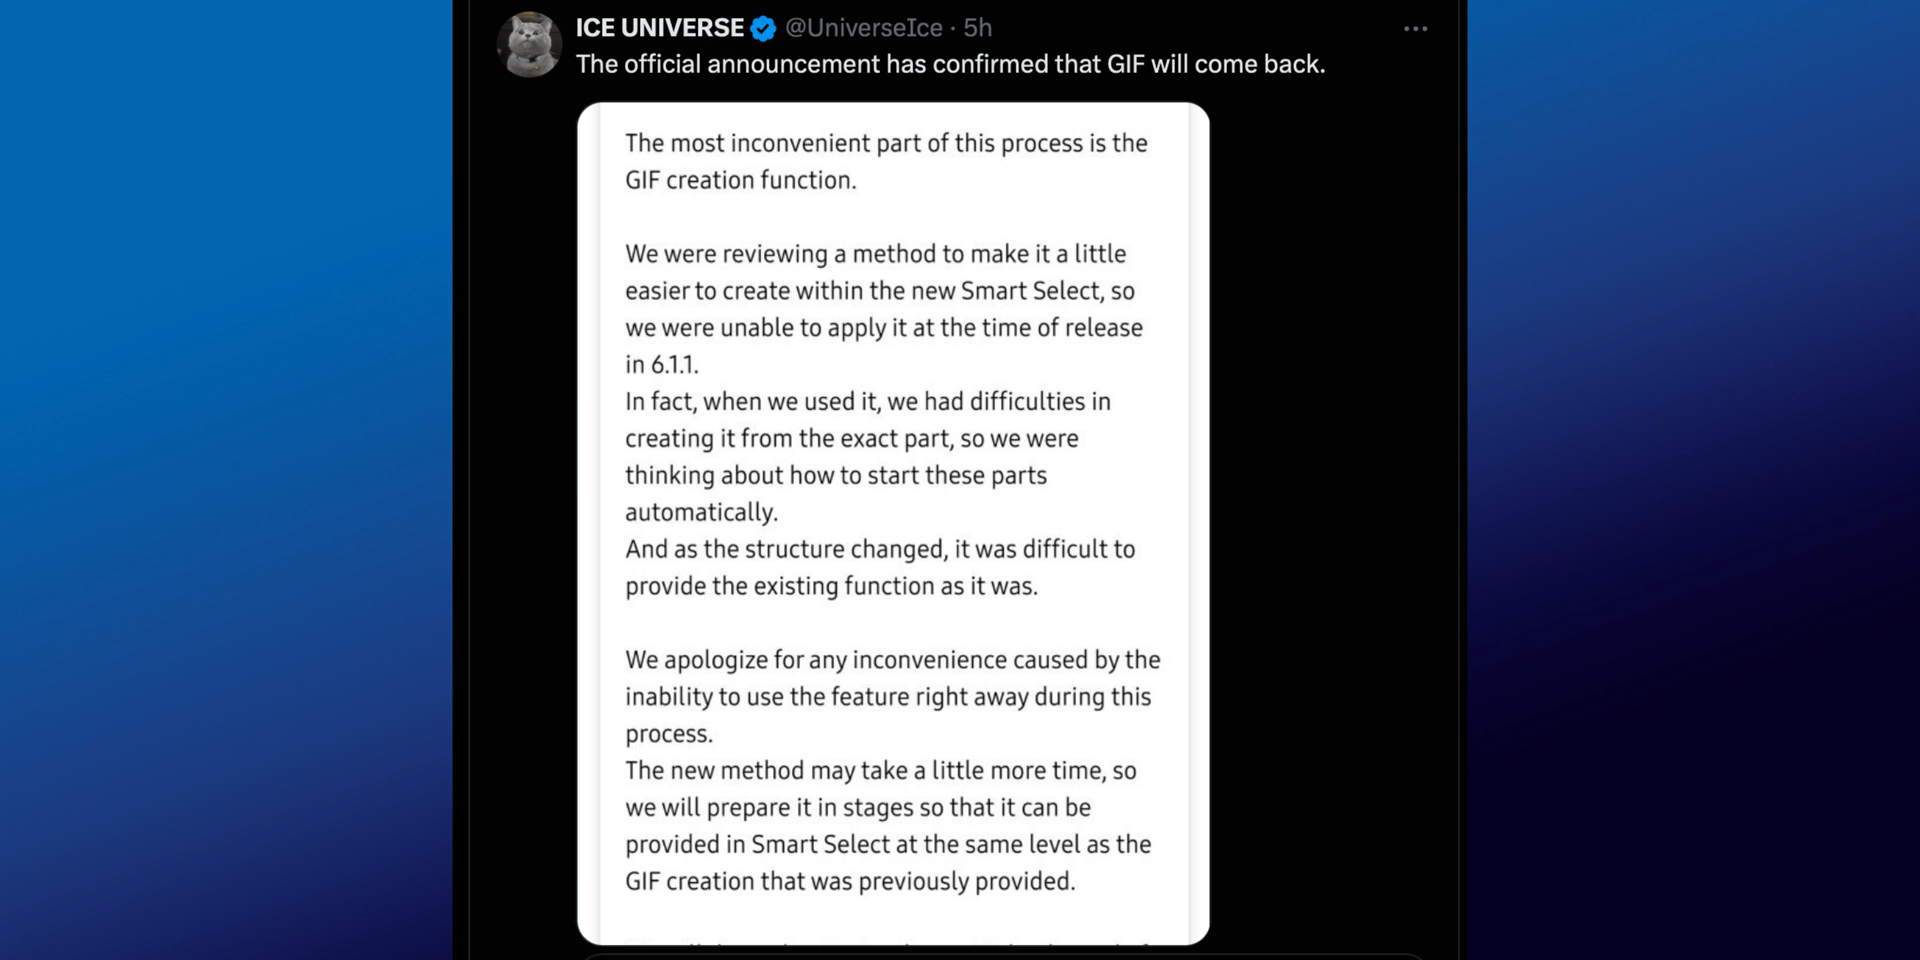 ICE UNIVERSE @UniverseIce · 5h
The official announcement has confirmed that GIF will come back.
The most inconvenient part of this process is the
GIF creation function.
We were reviewing a method to make it a little
easier to create within the new Smart Select, so
we were unable to apply it at the time of release
in 6.1.1.
In fact, when we used it, we had difficulties in
creating it from the exact part, so we were
thinking about how to start these parts
automatically.
And as the structure changed, it was difficult to
provide the existing function as it was.
We apologize for any inconvenience caused by the
inability to use the feature right away during this
process.
The new method may take a little more time, so
we will prepare it in stages so that it can be
provided in Smart Select at the same level as the
GIF creation that was previously provided.